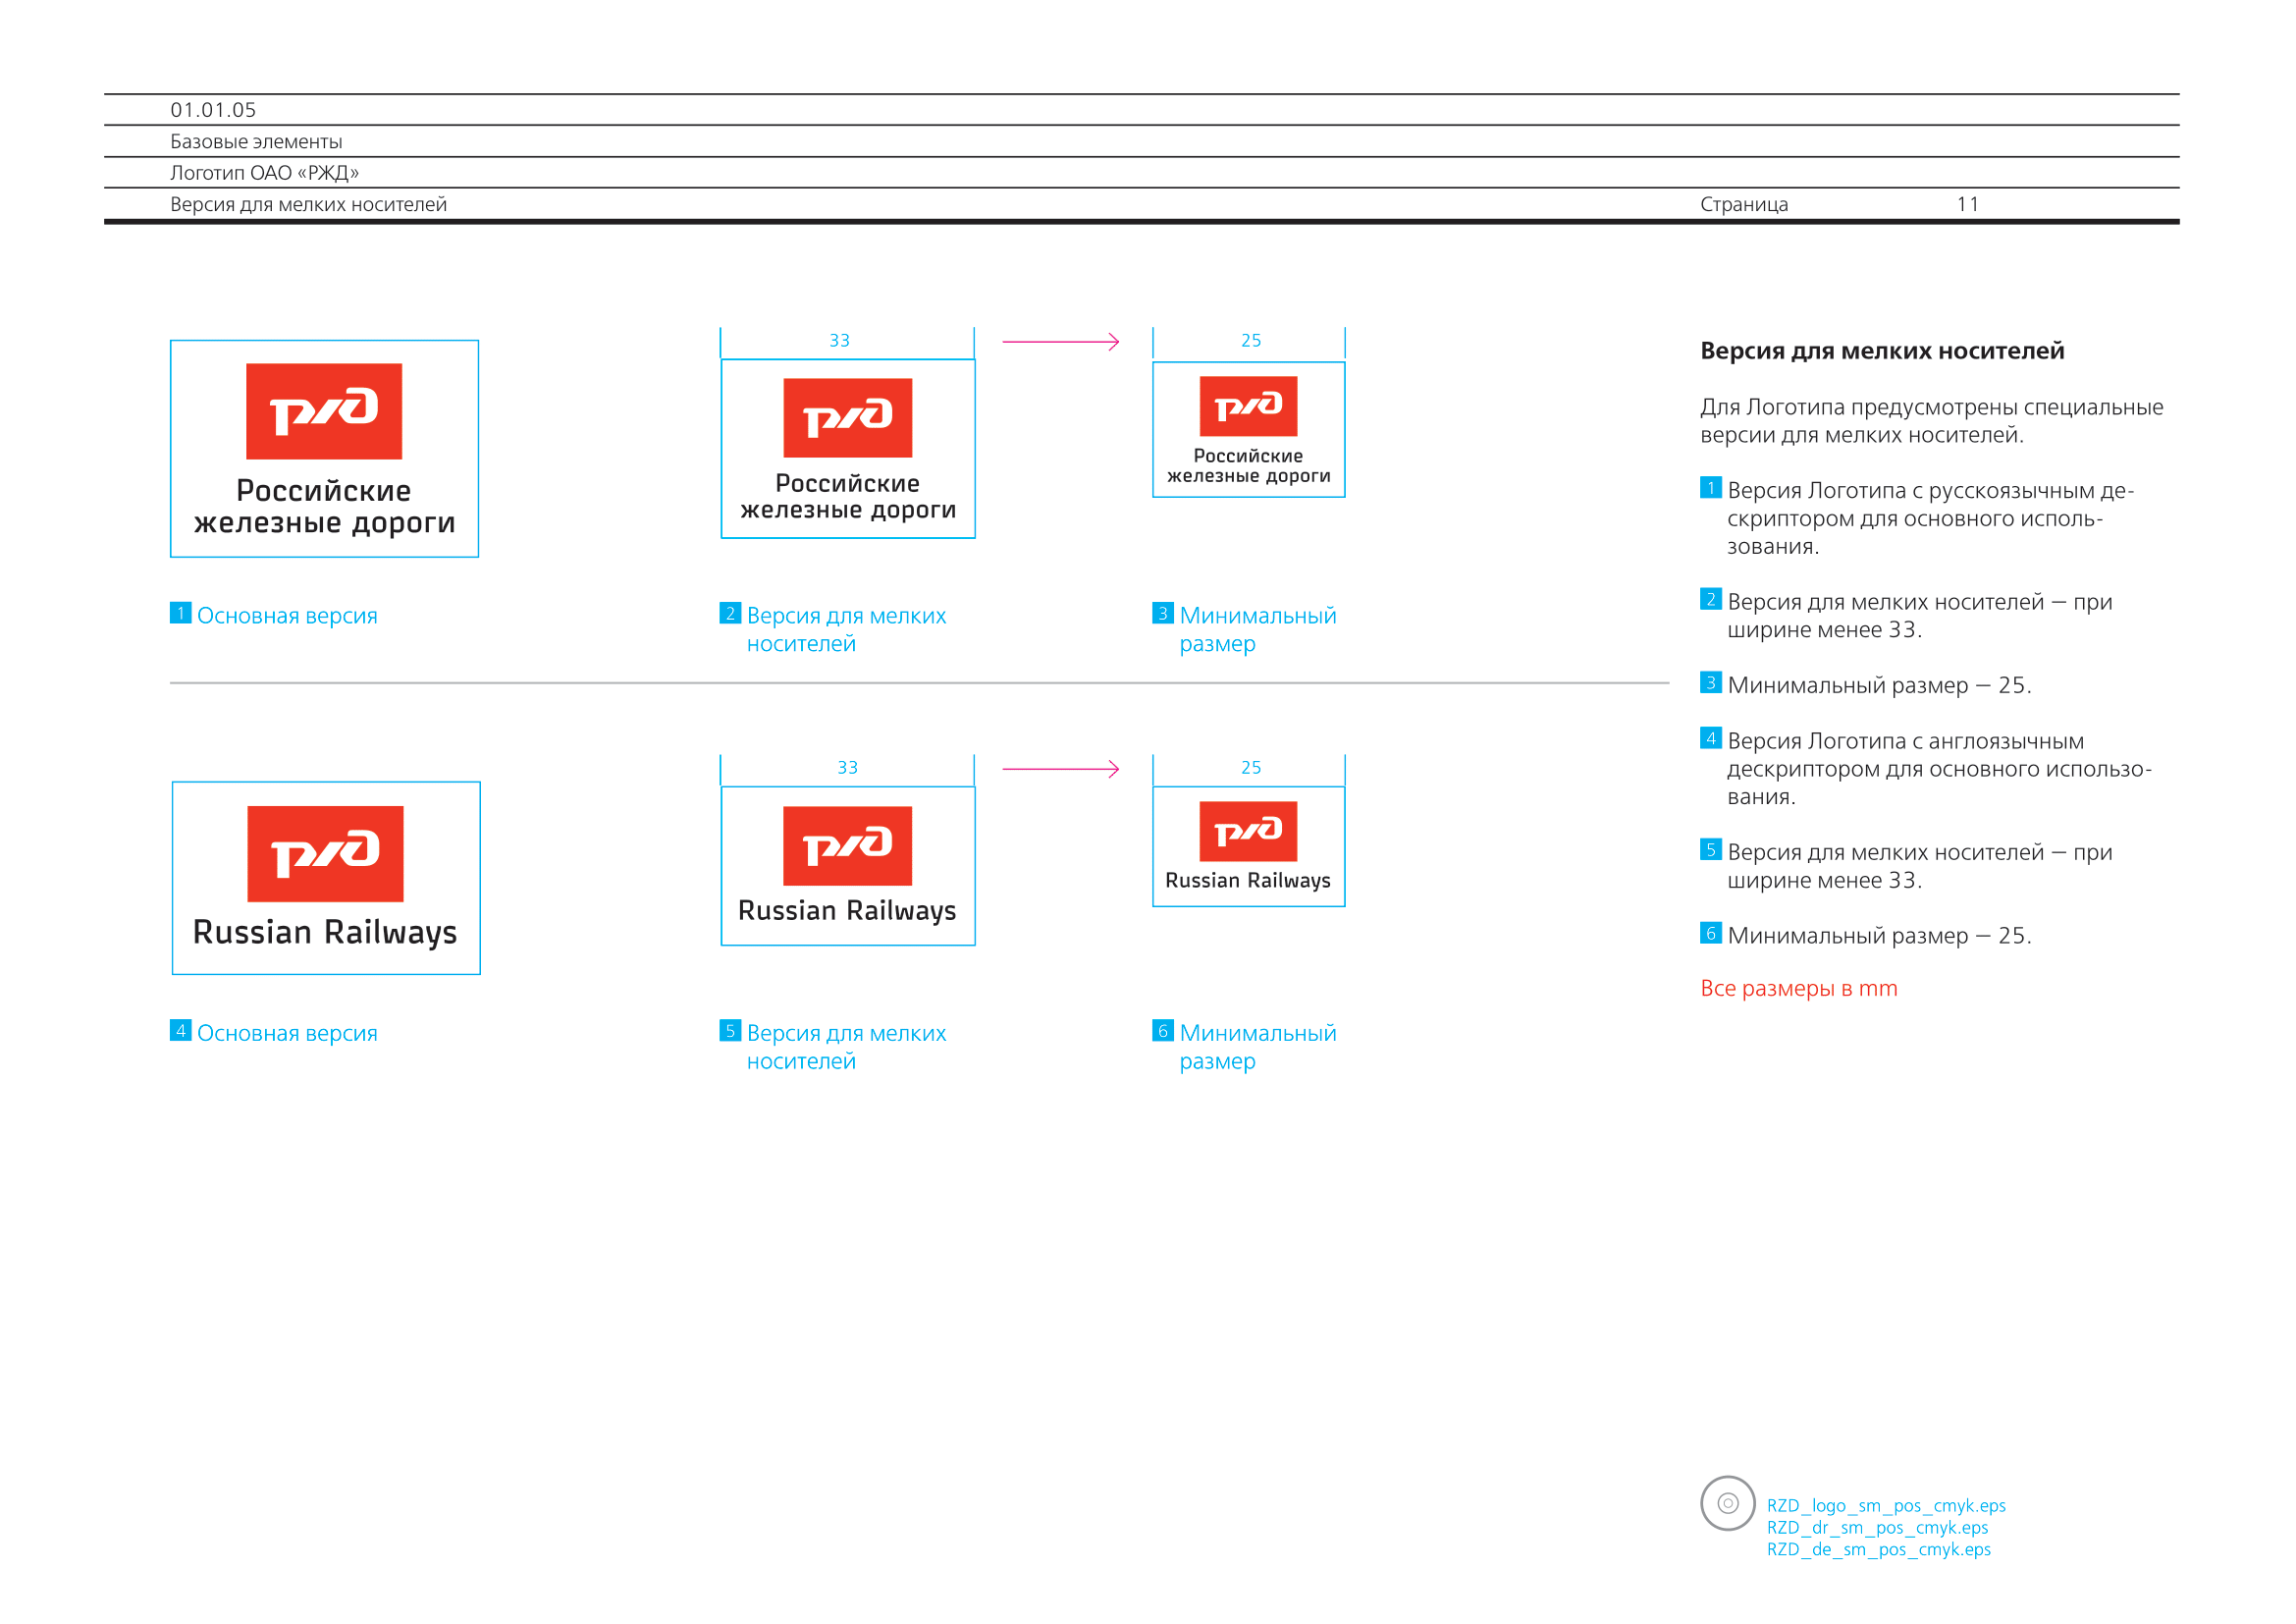 01.01.05
Базовые элементы
Логотип ОАО «РЖД»
Версия для мелких носителей
Страница 11
33
25
ржд
Российские
железные дороги
ржд
Российские
железные дороги
ржд
Российские
железные дороги
1 Основная версия
2 Версия для мелких
носителей
3 Минимальный
размер
33
25
ржд
Russian Railways
ржд
Russian Railways
ржд
Russian Railways
4 Основная версия
5 Версия для мелких
носителей
6 Минимальный
размер
Версия для мелких носителей
Для Логотипа предусмотрены специальные
версии для мелких носителей.
1 Версия Логотипа с русскоязычным де-
скриптором для основного исполь-
зования.
2 Версия для мелких носителей — при
ширине менее 33.
3 Минимальный размер — 25.
4 Версия Логотипа с англоязычным
дескриптором для основного использо-
вания.
5 Версия для мелких носителей — при
ширине менее 33.
6 Минимальный размер — 25.
Все размеры в mm
RZD_logo_sm_pos_cmyk.eps
RZD_dr_sm_pos_cmyk.eps
RZD_de_sm_pos_cmyk.eps